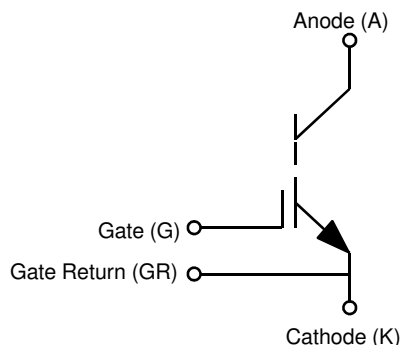 Anode (A)
Gate (G)
Gate Return (GR)
Cathode (K)